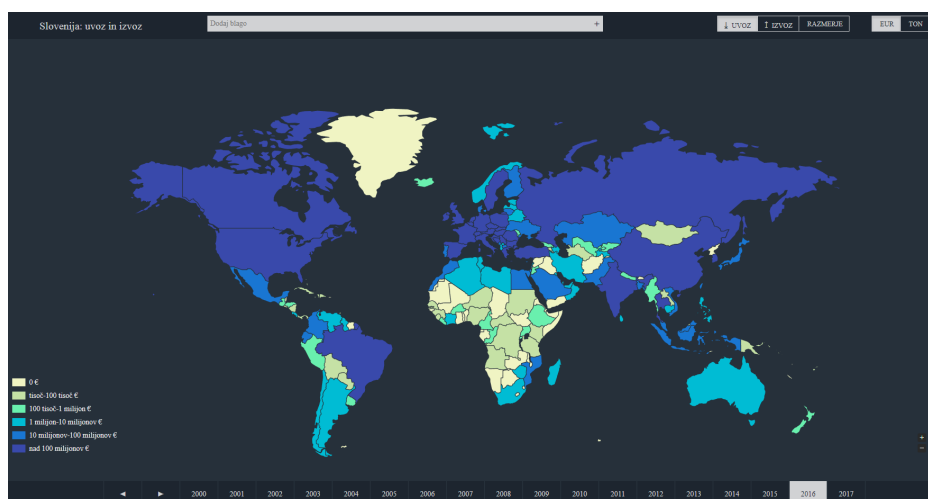 Slovenija: uvoz in izvoz
Dodaj blago +
⭳ UVOZ ⭱ IZVOZ RAZMERJE
EUR TON
0 €
tisoč-100 tisoč €
100 tisoč-1 milijon €
1 milijon-10 milijonov €
10 milijonov-100 milijonov €
nad 100 milijonov €
+
−
◄ ► 2000 2001 2002 2003 2004 2005 2006 2007 2008 2009 2010 2011 2012 2013 2014 2015 2016 2017